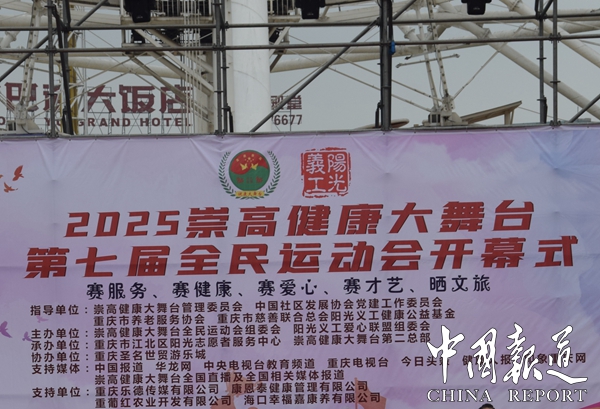 大饭店
GRAND HOTEL
6677
義工 陽光
2025崇高健康大舞台
第七届全民运动会开幕式
赛服务、赛健康、赛爱心、赛才艺、晒文旅
指导单位：崇高健康大舞台管理委员会 中国社区发展协会党建工作委员会
重庆市养老服务协会 重庆市慈善联合总会阳光义工健康公益基金
主办单位：崇高健康大舞台全民运动会组委会 阳光义工爱心联盟组委会
承办单位：重庆市江北区阳光志愿者服务中心 崇高健康大舞台第二总部
协办单位：重庆圣名世贸游乐城
支持媒体：中国报道 华龙网 中央电视台教育频道 重庆电视台 今日头
崇高健康大舞台全国直播及全国相关媒体报道
支持单位：重庆乐德传媒有限公司 康恩泰健康管理有限公司
重葡红农业开发有限公司 海口幸福嘉康养有限公司
中國報道
CHINA REPORT